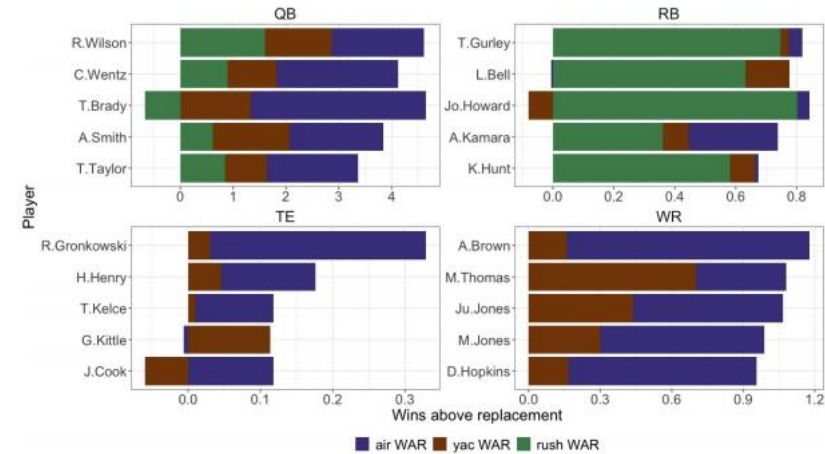 QB
R.Wilson
C.Wentz
T.Brady
A.Smith
T.Taylor
0 1 2 3 4
RB
T.Gurley
L.Bell
Jo.Howard
A.Kamara
K.Hunt
0.0 0.2 0.4 0.6 0.8
Player
TE
R.Gronkowski
H.Henry
T.Kelce
G.Kittle
J.Cook
0.0 0.1 0.2 0.3
WR
A.Brown
M.Thomas
Ju.Jones
M.Jones
D.Hopkins
0.0 0.3 0.6 0.9 1.2
Wins above replacement
air WAR yac WAR rush WAR